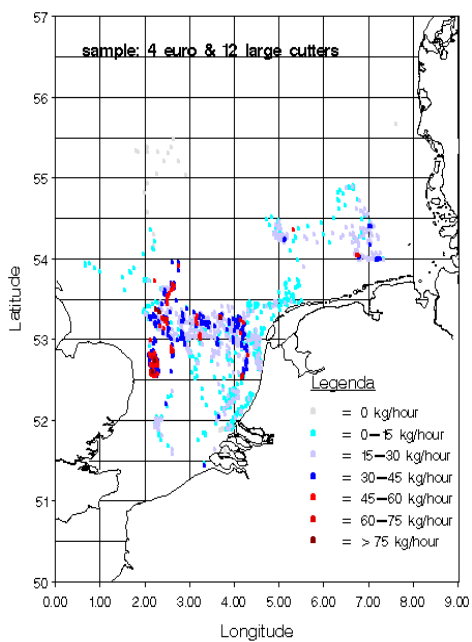 57
sample: 4 euro & 12 large cutters
56
55
54
Latitude
53
Legenda
= 0 kg/hour
52
= 0-15 kg/hour
= 15-30 kg/hour
= 30-45 kg/hour
51
= 45-60 kg/hour
= 60-75 kg/hour
= > 75 kg/hour
50
0.00 1.00 2.00 3.00 4.00 5.00 6.00 7.00 8.00 9.00
Longitude